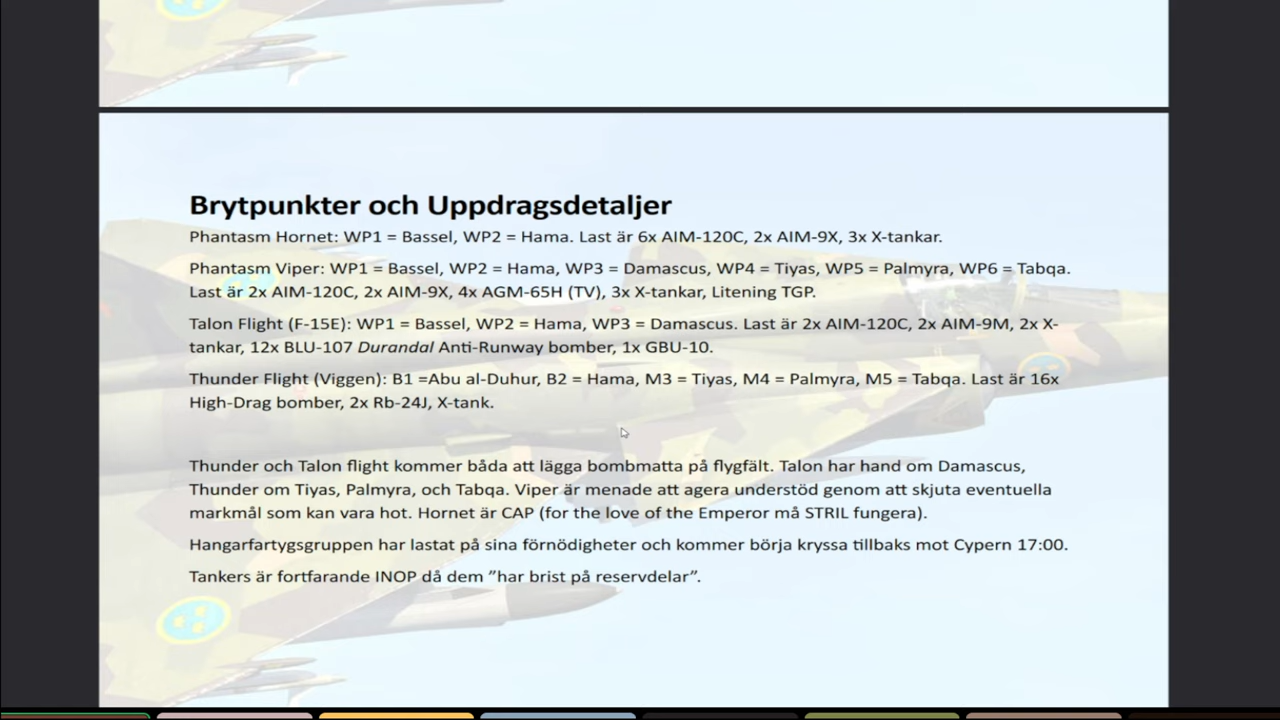 Brytpunkter och Uppdragsdetaljer
Phantasm Hornet: WP1 = Bassel, WP2 = Hama. Last är 6x AIM-120C, 2x AIM-9X, 3x X-tankar.
Phantasm Viper: WP1 = Bassel, WP2 = Hama, WP3 = Damascus, WP4 = Tiyas, WP5 = Palmyra, WP6 = Tabqa.
Last är 2x AIM-120C, 2x AIM-9X, 4x AGM-65H (TV), 3x X-tankar, Litening TGP.
Talon Flight (F-15E): WP1 = Bassel, WP2 = Hama, WP3 = Damascus. Last är 2x AIM-120C, 2x AIM-9M, 2x X-
tankar, 12x BLU-107 Durandal Anti-Runway bomber, 1x GBU-10.
Thunder Flight (Viggen): B1 =Abu al-Duhur, B2 = Hama, M3 = Tiyas, M4 = Palmyra, M5 = Tabqa. Last är 16x
High-Drag bomber, 2x Rb-24J, X-tank.
Thunder och Talon flight kommer båda att lägga bombmatta på flygfält. Talon har hand om Damascus,
Thunder om Tiyas, Palmyra, och Tabqa. Viper är menade att agera understöd genom att skjuta eventuella
markmål som kan vara hot. Hornet är CAP (for the love of the Emperor må STRIL fungera).
Hangarfartygsgruppen har lastat på sina förnödigheter och kommer börja kryssa tillbaks mot Cypern 17:00.
Tankers är fortfarande INOP då dem ”har brist på reservdelar”.